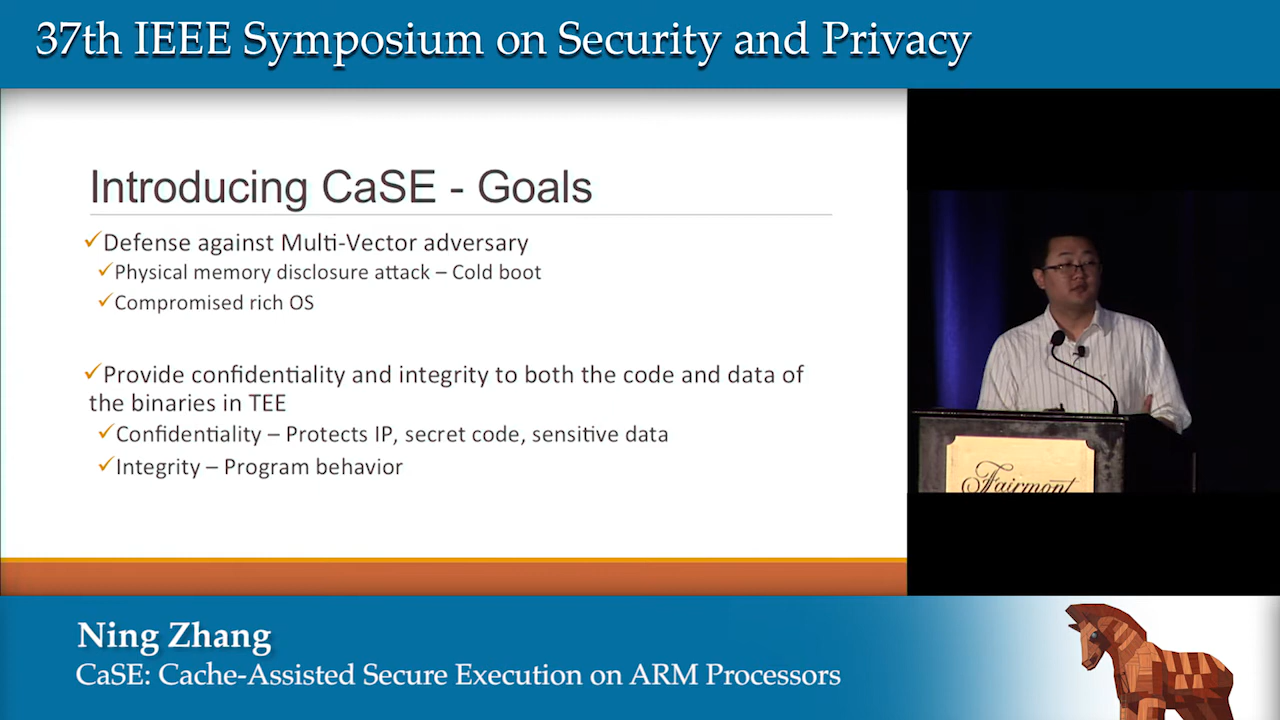 37th IEEE Symposium on Security and Privacy
Introducing CaSE - Goals
✓Defense against Multi-Vector adversary
✓Physical memory disclosure attack – Cold boot
✓Compromised rich OS
✓Provide confidentiality and integrity to both the code and data of
the binaries in TEE
✓Confidentiality – Protects IP, secret code, sensitive data
✓Integrity – Program behavior
Fairmont
Ning Zhang
CaSE: Cache-Assisted Secure Execution on ARM Processors